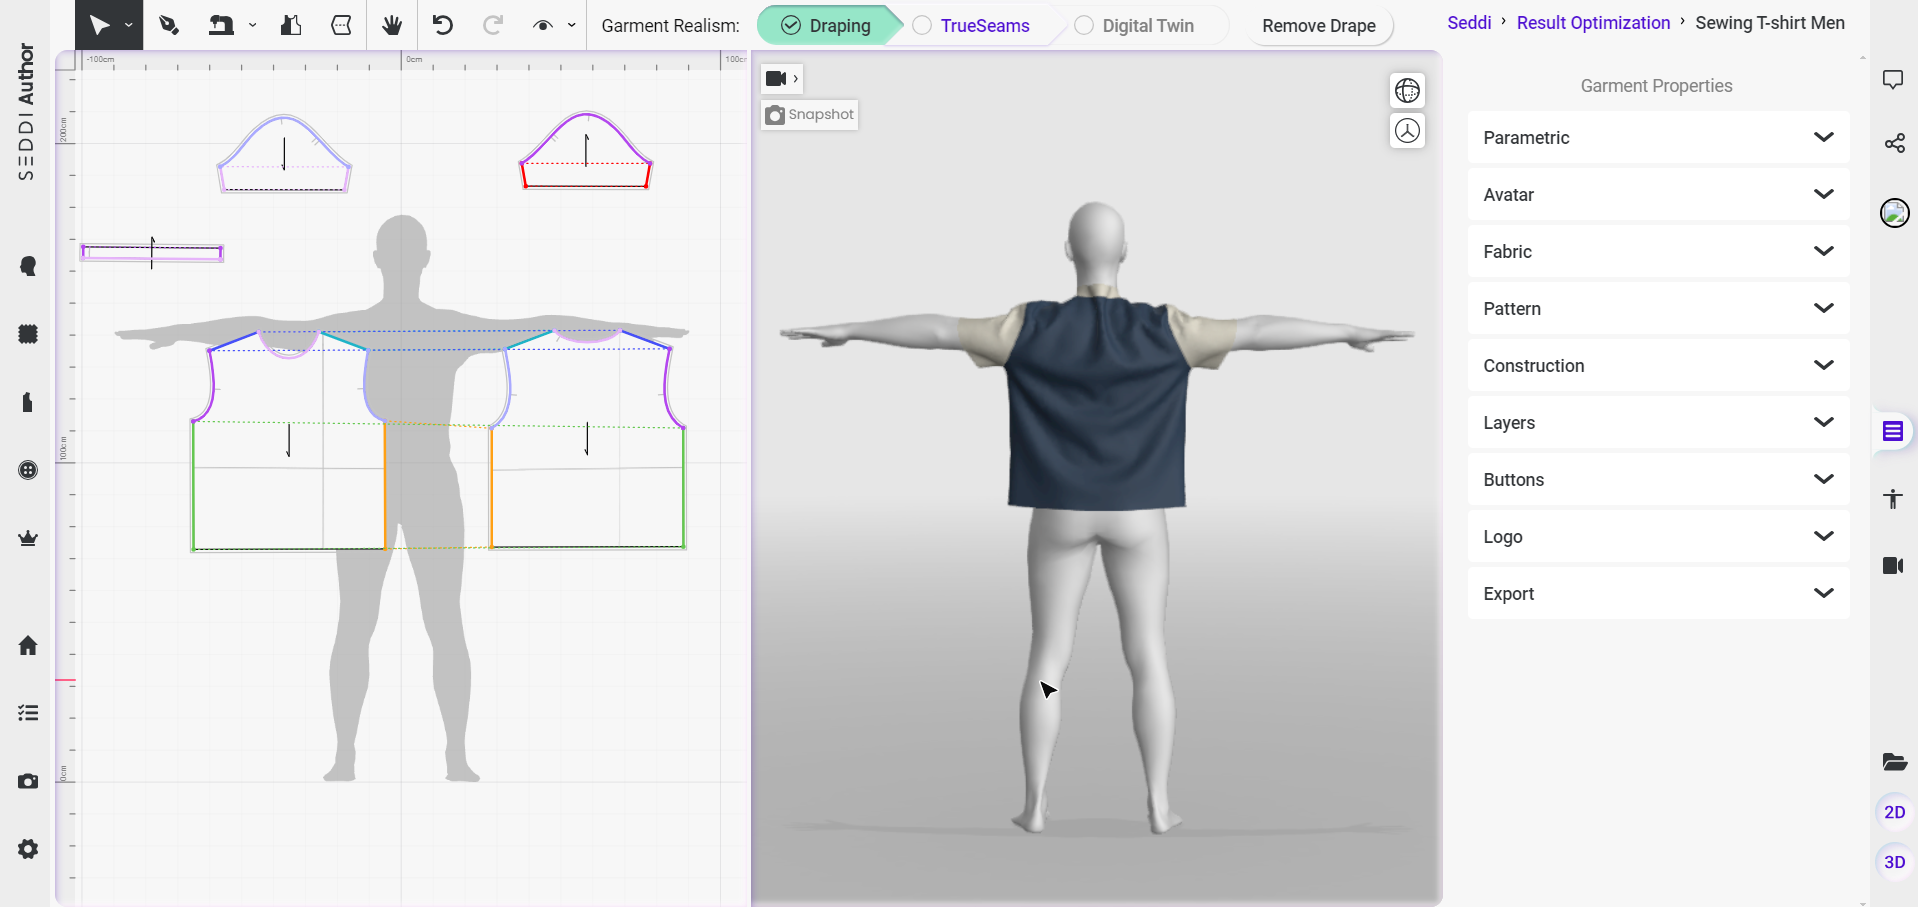 SEDDI Author
Garment Realism:
Draping
TrueSeams
Digital Twin
Remove Drape
Seddi › Result Optimization › Sewing T-shirt Men
-100cm
0cm
100c
200cm
100cm
0cm
Snapshot
Garment Properties
Parametric
Avatar
Fabric
Pattern
Construction
Layers
Buttons
Logo
Export
2D
3D